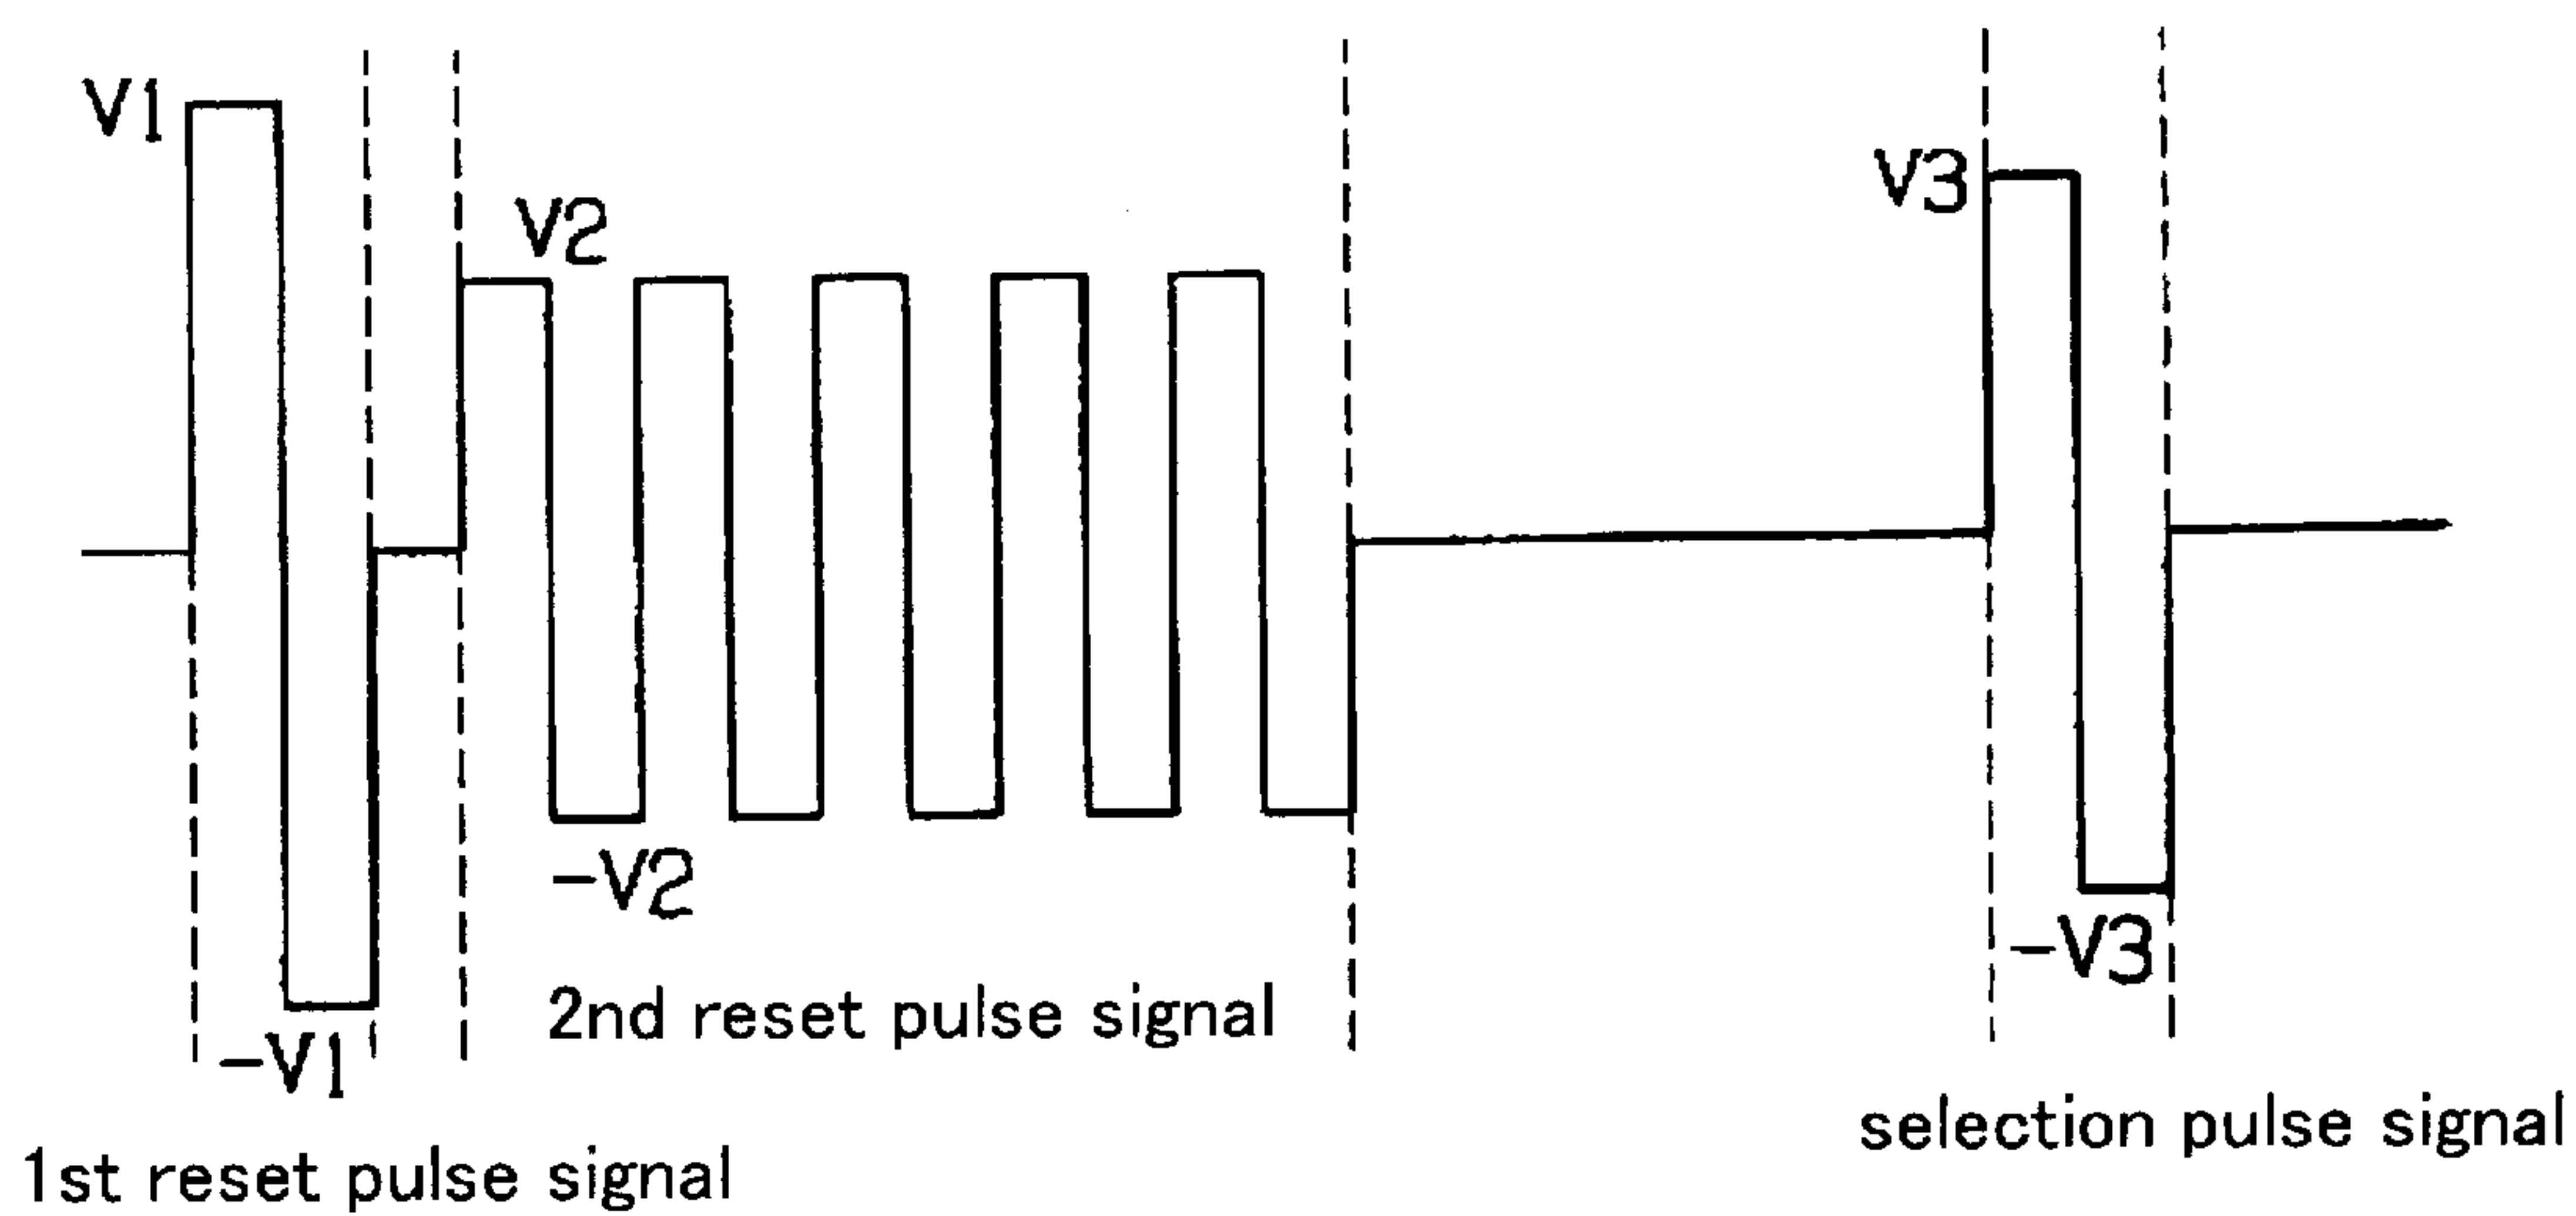 V1
V2
V3
-V2
-V3
2nd reset pulse signal
-V1
selection pulse signal
1st reset pulse signal